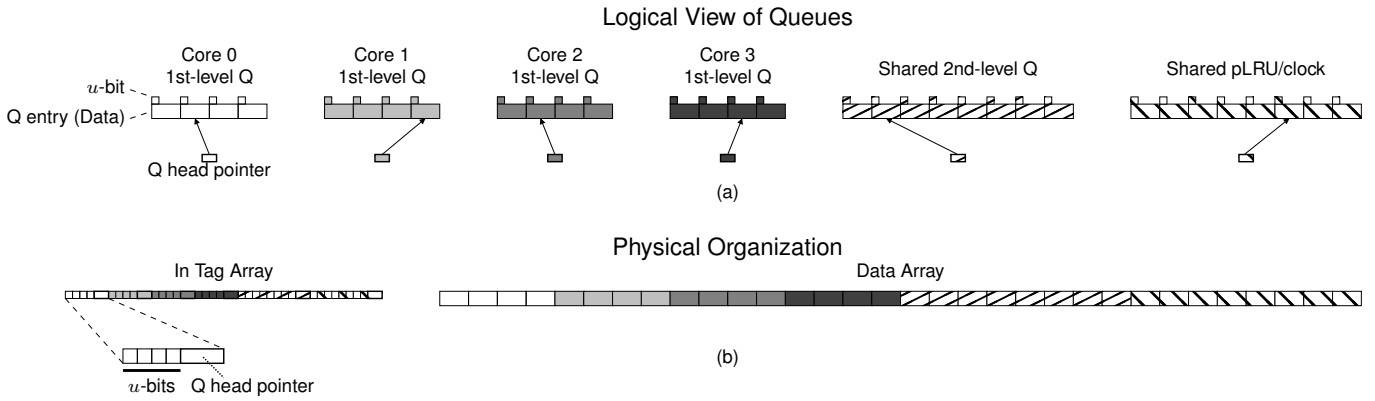 Logical View of Queues
Core 0
1st-level Q
Core 1
1st-level Q
Core 2
1st-level Q
Core 3
1st-level Q
Shared 2nd-level Q
Shared pLRU/clock
u-bit
Q entry (Data)
Q head pointer
(a)
Physical Organization
In Tag Array
Data Array
(b)
u-bits
Q head pointer